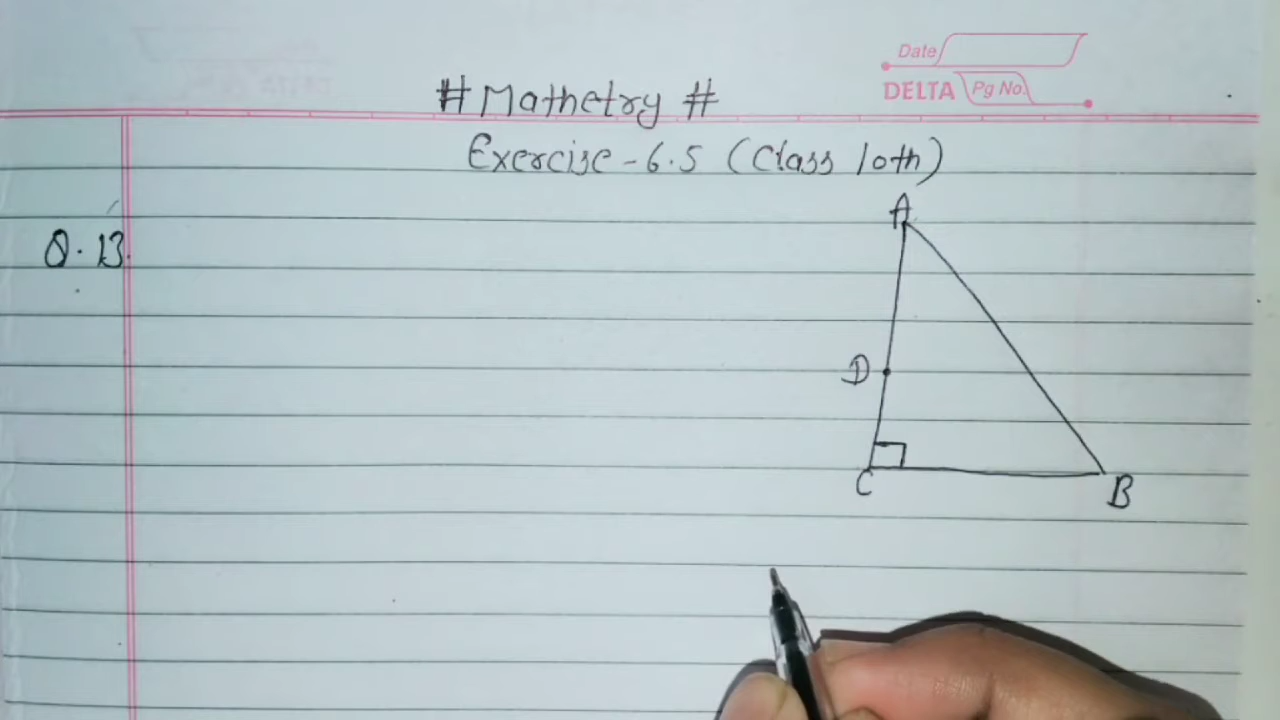 Date
DELTA Pg No.
# Mathetry #
Exercise - 6.5 (Class 10th)
Q. 13
A
D
C
B